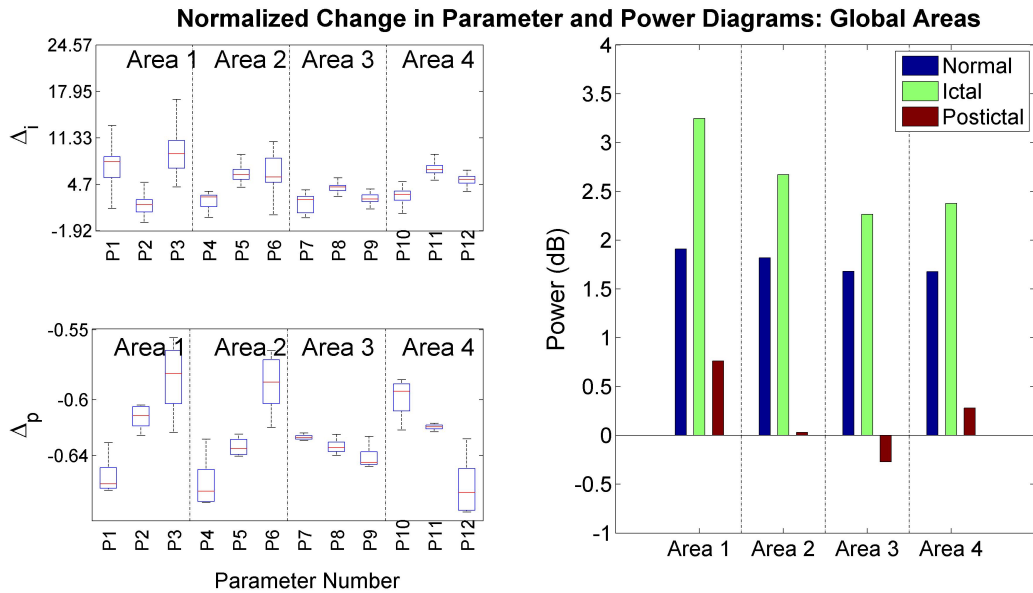 Normalized Change in Parameter and Power Diagrams: Global Areas
Δi
24.57
17.95
11.33
4.7
-1.92
Area 1
Area 2
Area 3
Area 4
P1
P2
P3
P4
P5
P6
P7
P8
P9
P10
P11
P12
Δp
-0.55
-0.6
-0.64
Area 1
Area 2
Area 3
Area 4
P1
P2
P3
P4
P5
P6
P7
P8
P9
P10
P11
P12
Parameter Number
Power (dB)
4
3.5
3
2.5
2
1.5
1
0.5
0
-0.5
-1
Normal
Ictal
Postictal
Area 1
Area 2
Area 3
Area 4